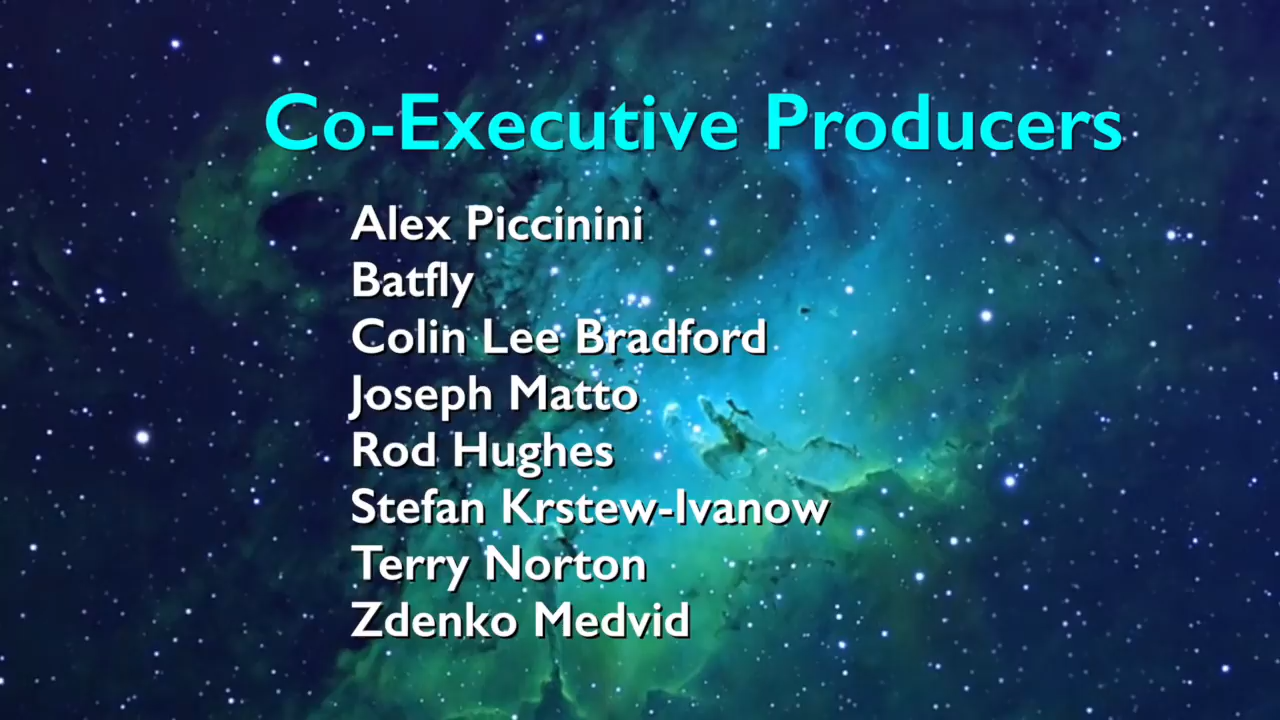 Co-Executive Producers
Alex Piccinini
Batfly
Colin Lee Bradford
Joseph Matto
Rod Hughes
Stefan Krstew-Ivanow
Terry Norton
Zdenko Medvid